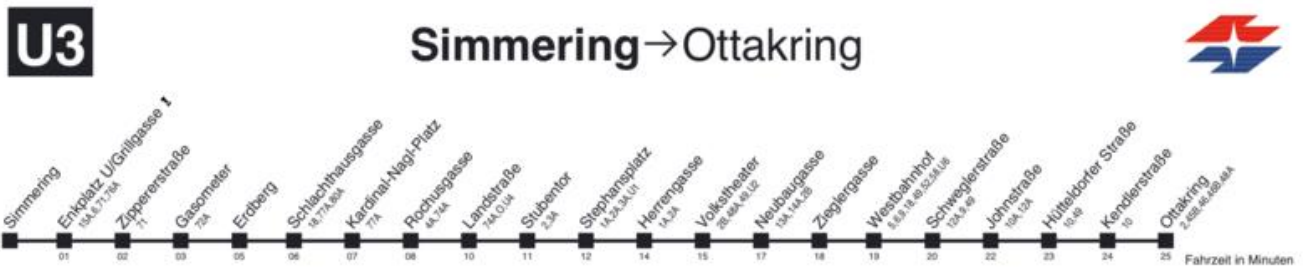 U3
Simmering→Ottakring
Simmering
Enkplatz U/Grillgasse I
15A,6,71,76A
Zippererstraße
71
Gasometer
72A
Erdberg
Schlachthausgasse
18,77A,80A
Kardinal-Nagl-Platz
77A
Rochusgasse
4A,74A
Landstraße
74A,O,U4
Stubentor
2,3A
Stephansplatz
1A,2A,3A,U1
Herrengasse
1A,2A
Volkstheater
2B,48A,49,U2
Neubaugasse
13A,14A,2B
Zieglergasse
Westbahnhof
5,6,9,18,49,52,58,U6
Schweglerstraße
12A,9,49
Johnstraße
10A,12A
Hütteldorfer Straße
10,49
Kendlerstraße
10
Ottakring
2,45B,46,46B,48A
01 02 03 05 06 07 08 10 11 12 14 15 17 18 19 20 22 23 24 25 Fahrzeit in Minuten